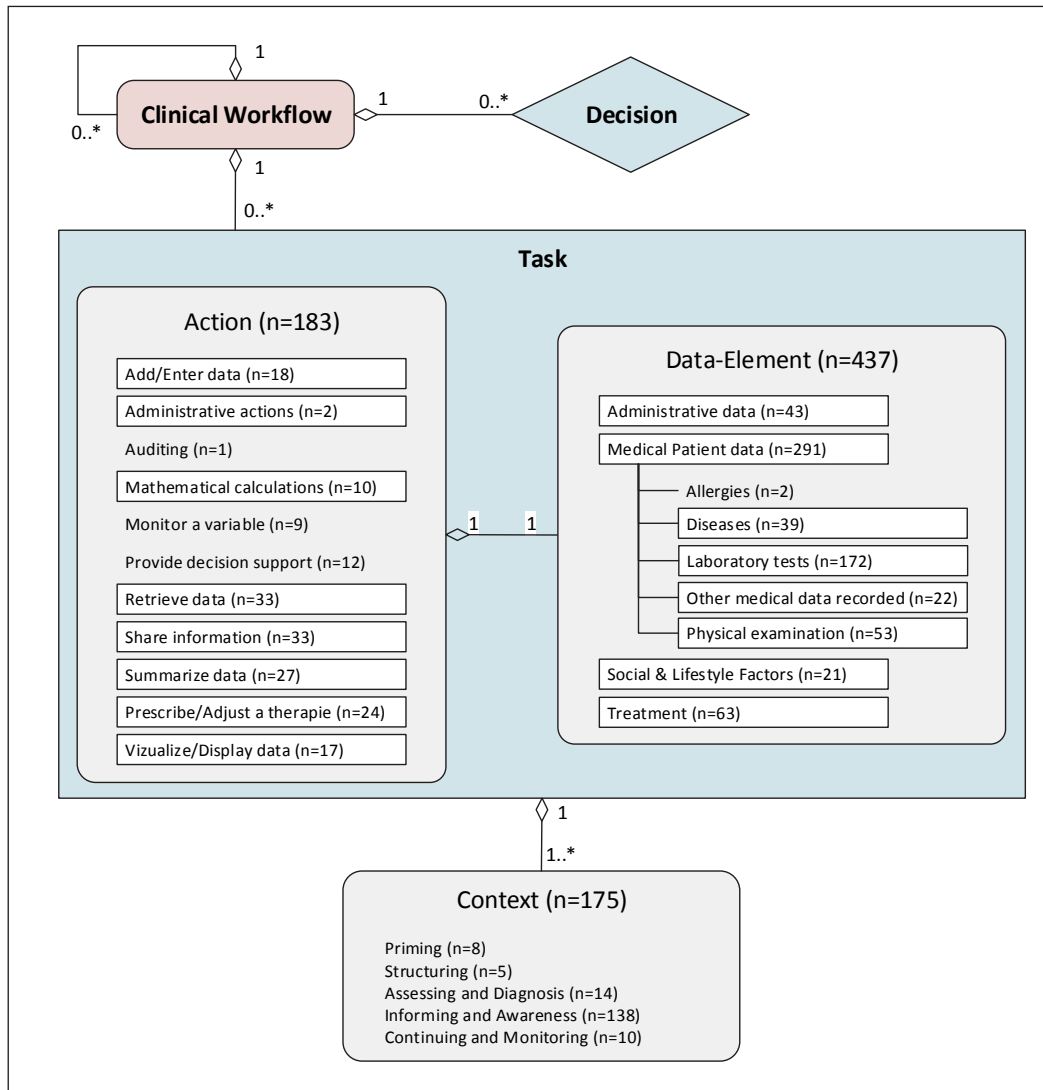 1
Clinical Workflow
1
0..*
Decision
0..*
1
0..*
Task
Action (n=183)
Add/Enter data (n=18)
Administrative actions (n=2)
Auditing (n=1)
Mathematical calculations (n=10)
Monitor a variable (n=9)
Provide decision support (n=12)
Retrieve data (n=33)
Share information (n=33)
Summarize data (n=27)
Prescribe/Adjust a therapie (n=24)
Vizualize/Display data (n=17)
1
1
Data-Element (n=437)
Administrative data (n=43)
Medical Patient data (n=291)
Allergies (n=2)
Diseases (n=39)
Laboratory tests (n=172)
Other medical data recorded (n=22)
Physical examination (n=53)
Social & Lifestyle Factors (n=21)
Treatment (n=63)
1
1..*
Context (n=175)
Priming (n=8)
Structuring (n=5)
Assessing and Diagnosis (n=14)
Informing and Awareness (n=138)
Continuing and Monitoring (n=10)